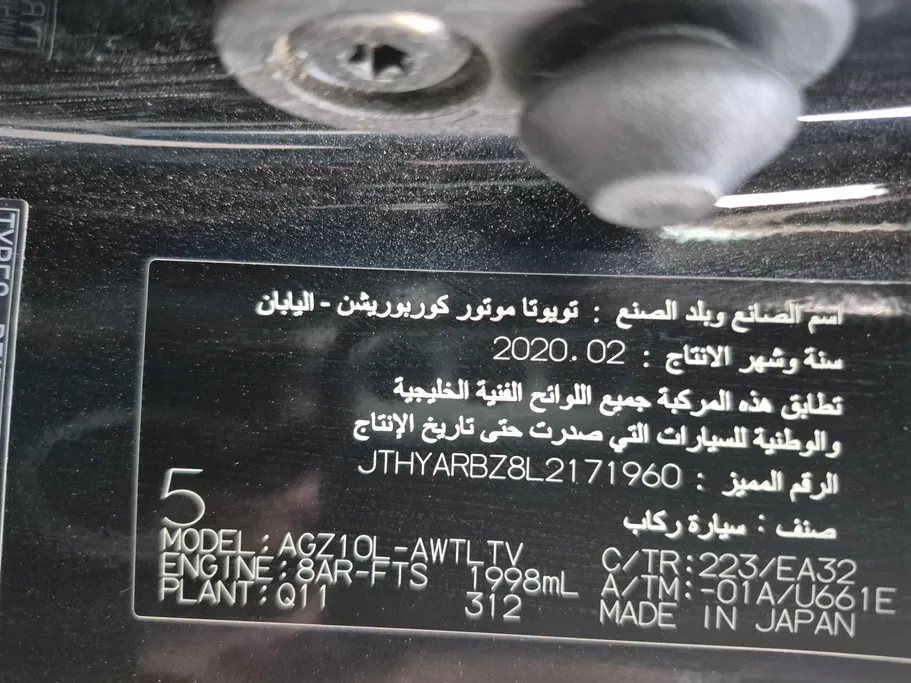 اسم الصانع وبلد الصنع : تويوتا موتور كوربوريشن - اليابان
سنة وشهر الانتاج : 2020.02
تطابق هذه المركبة جميع اللوائح الفنية الخليجية
والوطنية للسيارات التي صدرت حتى تاريخ الإنتاج
الرقم المميز : JTHYARBZ8L2171960
صنف : سيارة ركاب
5
MODEL:AGZ10L-AWTLTV C/TR:223/EA32
ENGINE:8AR-FTS 1998mL A/TM:-01A/U661E
PLANT:Q11 312 MADE IN JAPAN